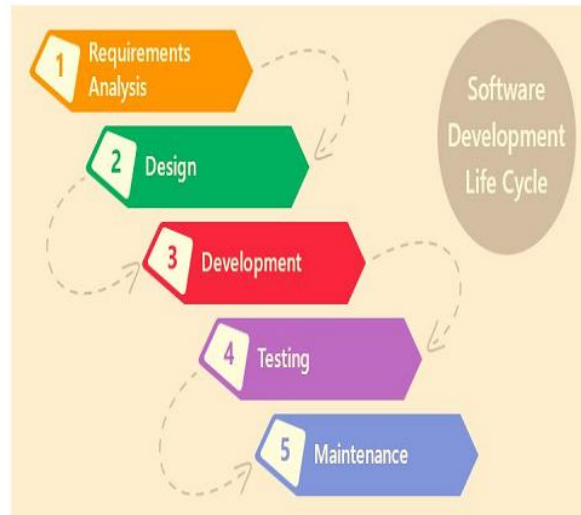 1
Requirements
Analysis
Software
Development
Life Cycle
2
Design
3
Development
4
Testing
5
Maintenance